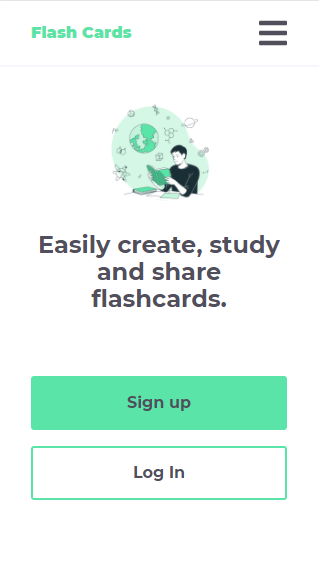 Flash Cards
Easily create, study
and share
flashcards.
Sign up
Log In